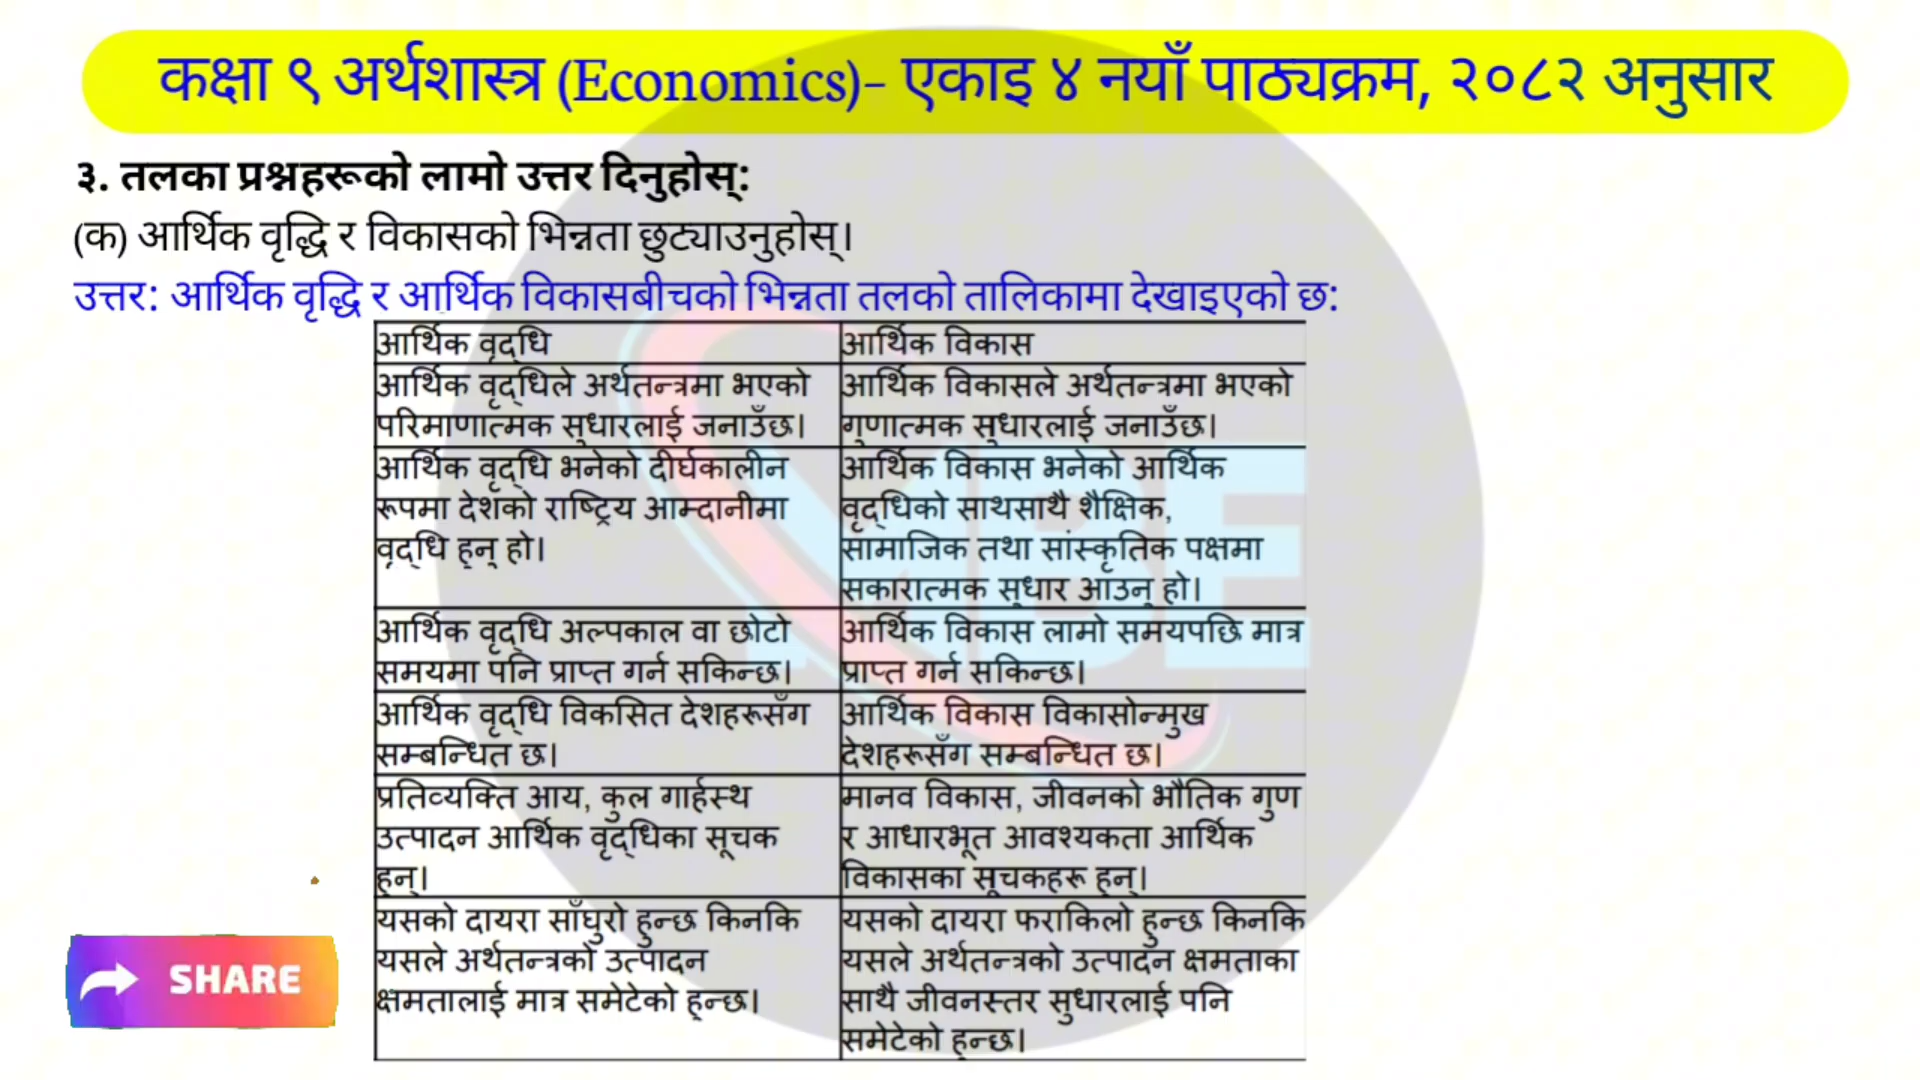 कक्षा ९ अर्थशास्त्र (Economics)- एकाइ ४ नयाँ पाठ्यक्रम, २०८२ अनुसार
३. तलका प्रश्नहरूको लामो उत्तर दिनुहोस्:
(क) आर्थिक वृद्धि र विकासको भिन्नता छुट्याउनुहोस्।
उत्तर: आर्थिक वृद्धि र आर्थिक विकासबीचको भिन्नता तलको तालिकामा देखाइएको छ:
आर्थिक वृद्धि
आर्थिक विकास
आर्थिक वृद्धिले अर्थतन्त्रमा भएको
परिमाणात्मक सुधारलाई जनाउँछ।
आर्थिक विकासले अर्थतन्त्रमा भएको
गुणात्मक सुधारलाई जनाउँछ।
आर्थिक वृद्धि भनेको दीर्घकालीन
रूपमा देशको राष्ट्रिय आम्दानीमा
वृद्धि हुनु हो।
आर्थिक विकास भनेको आर्थिक
वृद्धिको साथसाथै शैक्षिक,
सामाजिक तथा सांस्कृतिक पक्षमा
सकारात्मक सुधार आउनु हो।
आर्थिक वृद्धि अल्पकाल वा छोटो
समयमा पनि प्राप्त गर्न सकिन्छ।
आर्थिक विकास लामो समयपछि मात्र
प्राप्त गर्न सकिन्छ।
आर्थिक वृद्धि विकसित देशहरूसँग
सम्बन्धित छ।
आर्थिक विकास विकासोन्मुख
देशहरूसँग सम्बन्धित छ।
प्रतिव्यक्ति आय, कुल गार्हस्थ
उत्पादन आर्थिक वृद्धिका सूचक
हुन्।
मानव विकास, जीवनको भौतिक गुण
र आधारभूत आवश्यकता आर्थिक
विकासका सूचकहरू हुन्।
यसको दायरा साँघुरो हुन्छ किनकि
यसले अर्थतन्त्रको उत्पादन
क्षमतालाई मात्र समेटेको हुन्छ।
यसको दायरा फराकिलो हुन्छ किनकि
यसले अर्थतन्त्रको उत्पादन क्षमताका
साथै जीवनस्तर सुधारलाई पनि
समेटेको हुन्छ।
SHARE